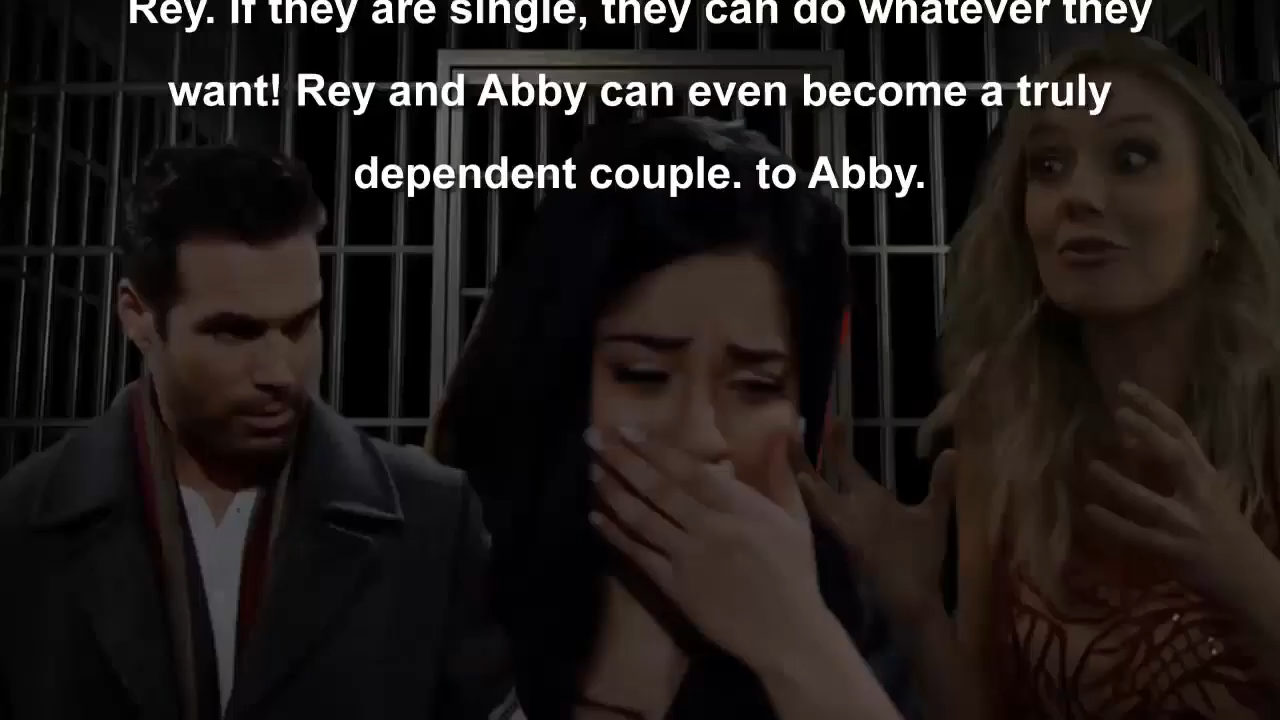 Rey. If they are single, they can do whatever they
want! Rey and Abby can even become a truly
dependent couple. to Abby.